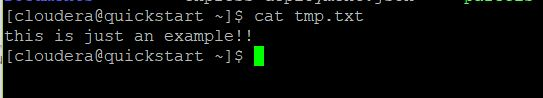 [cloudera@quickstart ~]$ cat tmp.txt
this is just an example!!
[cloudera@quickstart ~]$